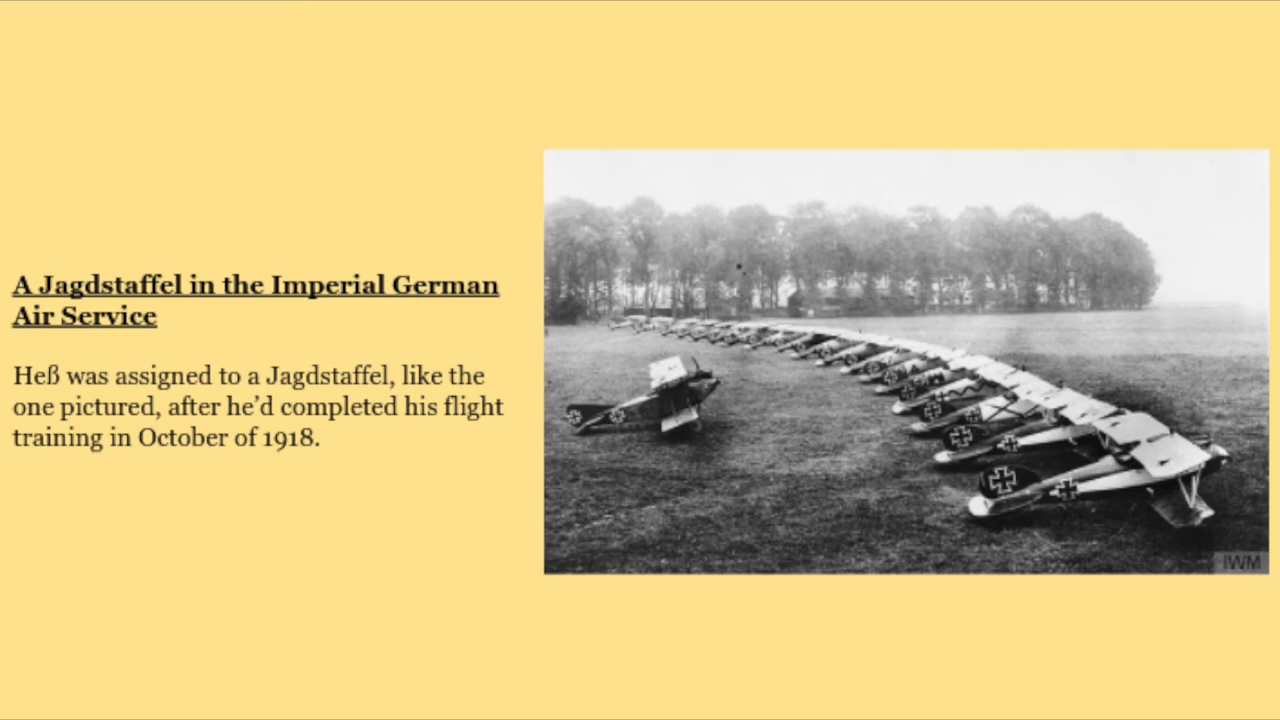 A Jagdstaffel in the Imperial German
Air Service
Heß was assigned to a Jagdstaffel, like the
one pictured, after he’d completed his flight
training in October of 1918.
IWM